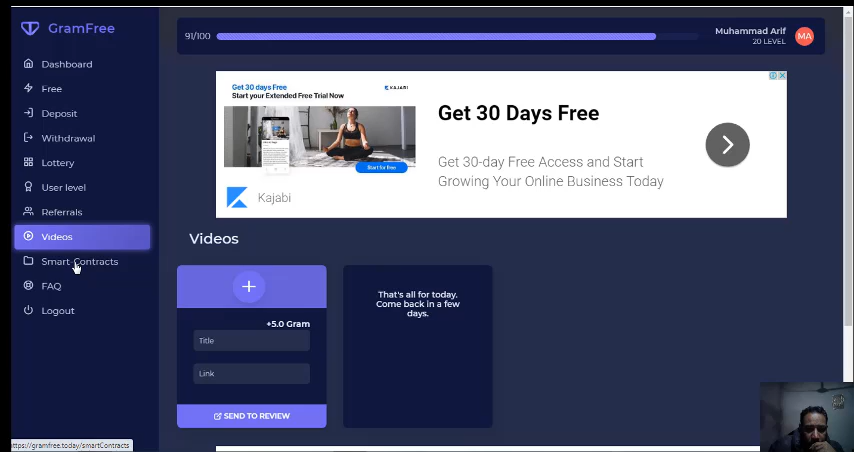 GramFree
91/100
Muhammad Arif
20 LEVEL
MA
Dashboard
Free
Deposit
Withdrawal
Lottery
User level
Referrals
Videos
Smart-Contracts
FAQ
Logout
Get 30 days Free
Start your Extended Free Trial Now
KAJABI
Start for free
Kajabi
Get 30 Days Free
Get 30-day Free Access and Start
Growing Your Online Business Today
Videos
+5.0 Gram
Title
Link
SEND TO REVIEW
That's all for today.
Come back in a few
days.
https://gramfree.today/smartContracts